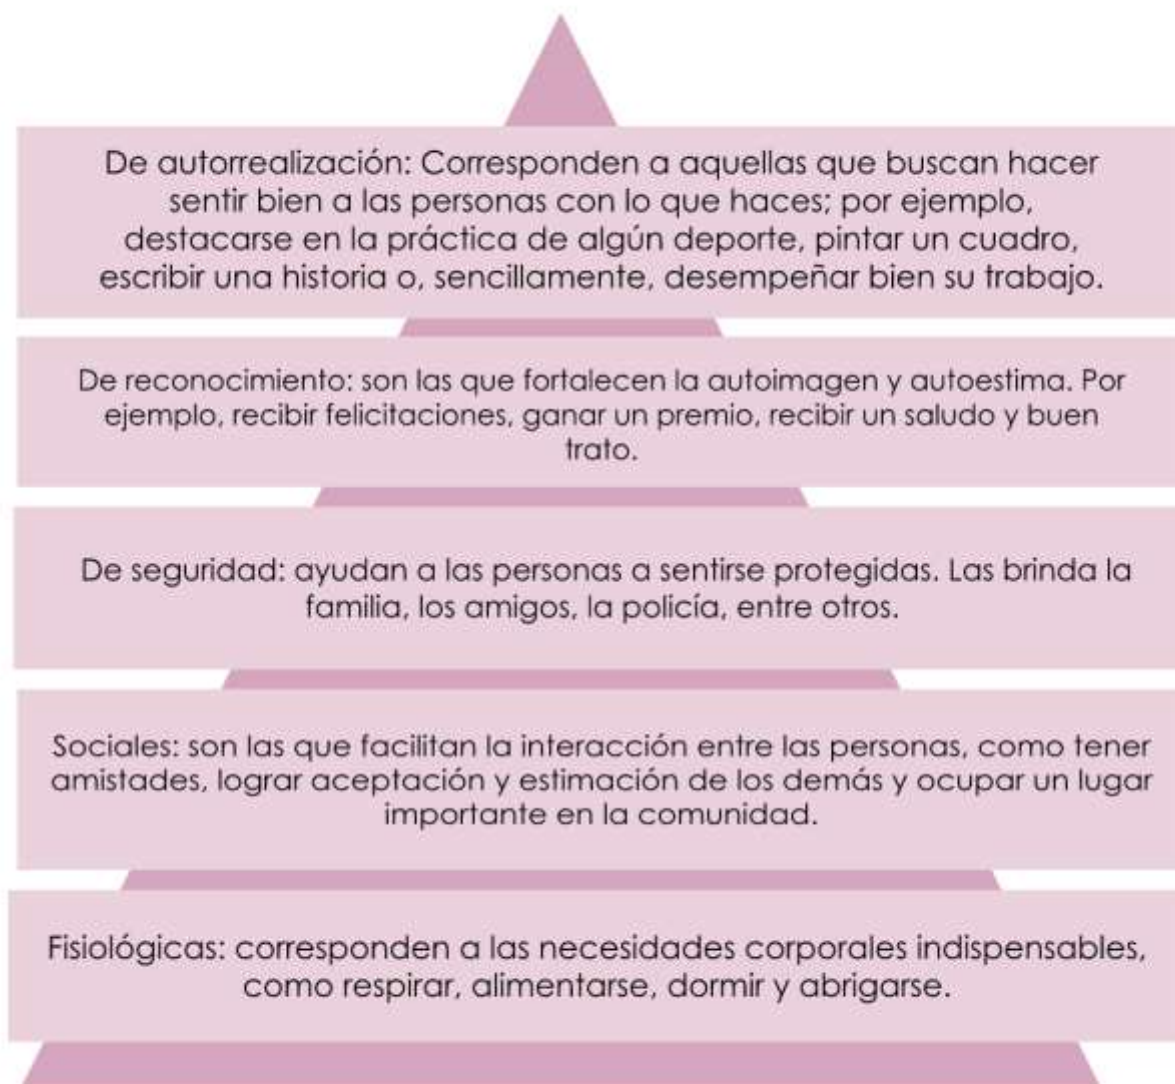 De autorrealización: Corresponden a aquellas que buscan hacer
sentir bien a las personas con lo que haces; por ejemplo,
destacarse en la práctica de algún deporte, pintar un cuadro,
escribir una historia o, sencillamente, desempeñar bien su trabajo.
De reconocimiento: son las que fortalecen la autoimagen y autoestima. Por
ejemplo, recibir felicitaciones, ganar un premio, recibir un saludo y buen
trato.
De seguridad: ayudan a las personas a sentirse protegidas. Las brinda la
familia, los amigos, la policía, entre otros.
Sociales: son las que facilitan la interacción entre las personas, como tener
amistades, lograr aceptación y estimación de los demás y ocupar un lugar
importante en la comunidad.
Fisiológicas: corresponden a las necesidades corporales indispensables,
como respirar, alimentarse, dormir y abrigarse.